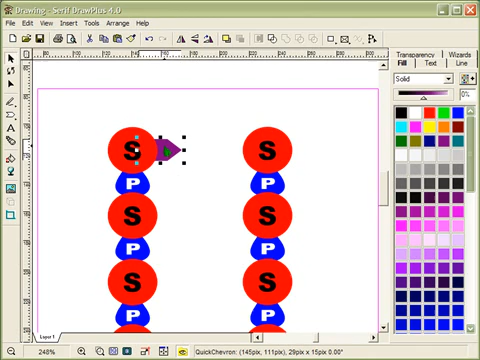 Drawing - Serif DrawPlus 4.0
File Edit View Insert Tools Arrange Help
Transparency Wizards
Fill Line Text
Solid
0%
S S
P P
S S
P P
S S
P P
Layer 1
248% QuickChevron: (145pix, 111pix), 29pix x 15pix 0.00°